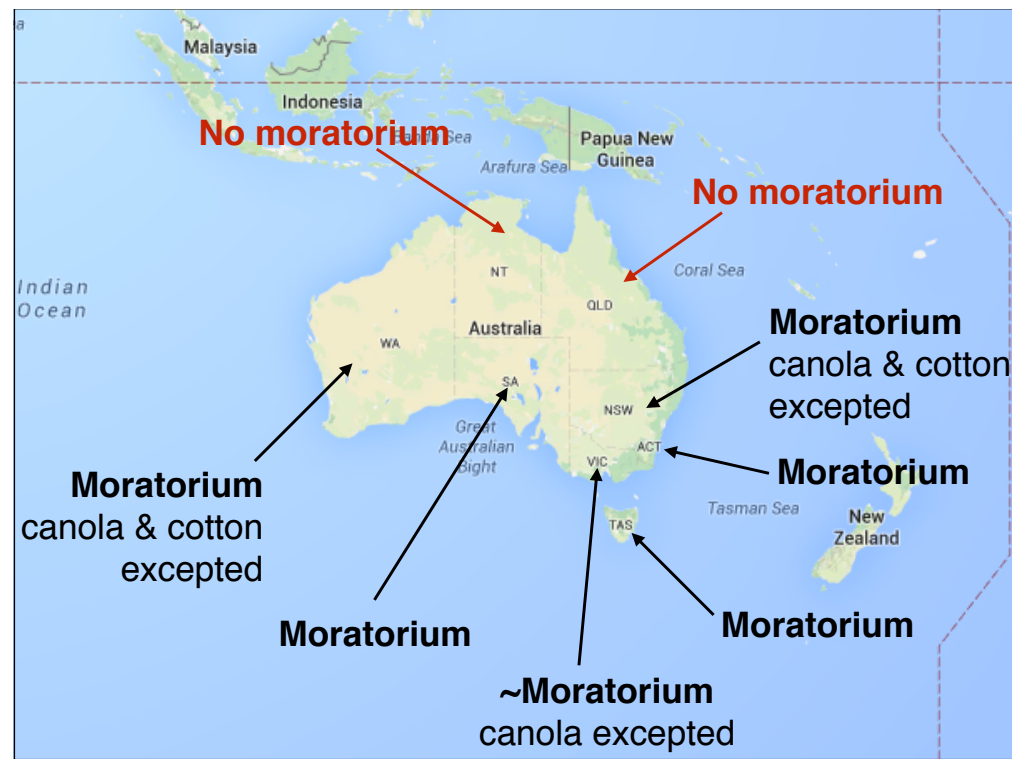 a
Malaysia
Indonesia
No moratorium
Banda Sea
Papua New
Guinea
Arafura Sea
No moratorium
NT
Coral Sea
Indian
Ocean
QLD
Australia
WA
Moratorium
canola & cotton
excepted
SA
NSW
Great
Australian
Bight
ACT
VIC
Moratorium
Moratorium
canola & cotton
excepted
Tasman Sea
TAS
New
Zealand
Moratorium
Moratorium
~Moratorium
canola excepted